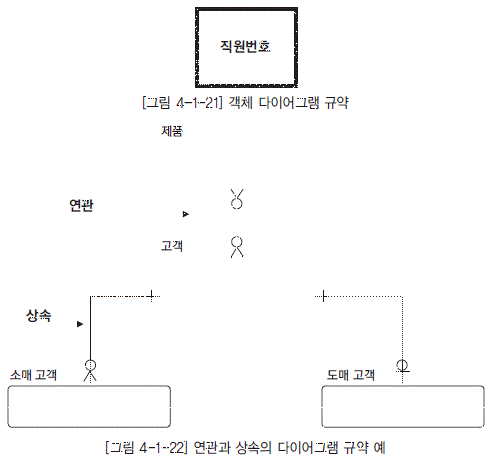 직원번호
[그림 4-1-21] 객체 다이어그램 규약
제품
연관
고객
상속
소매 고객
도매 고객
[그림 4-1-22] 연관과 상속의 다이어그램 규약 예